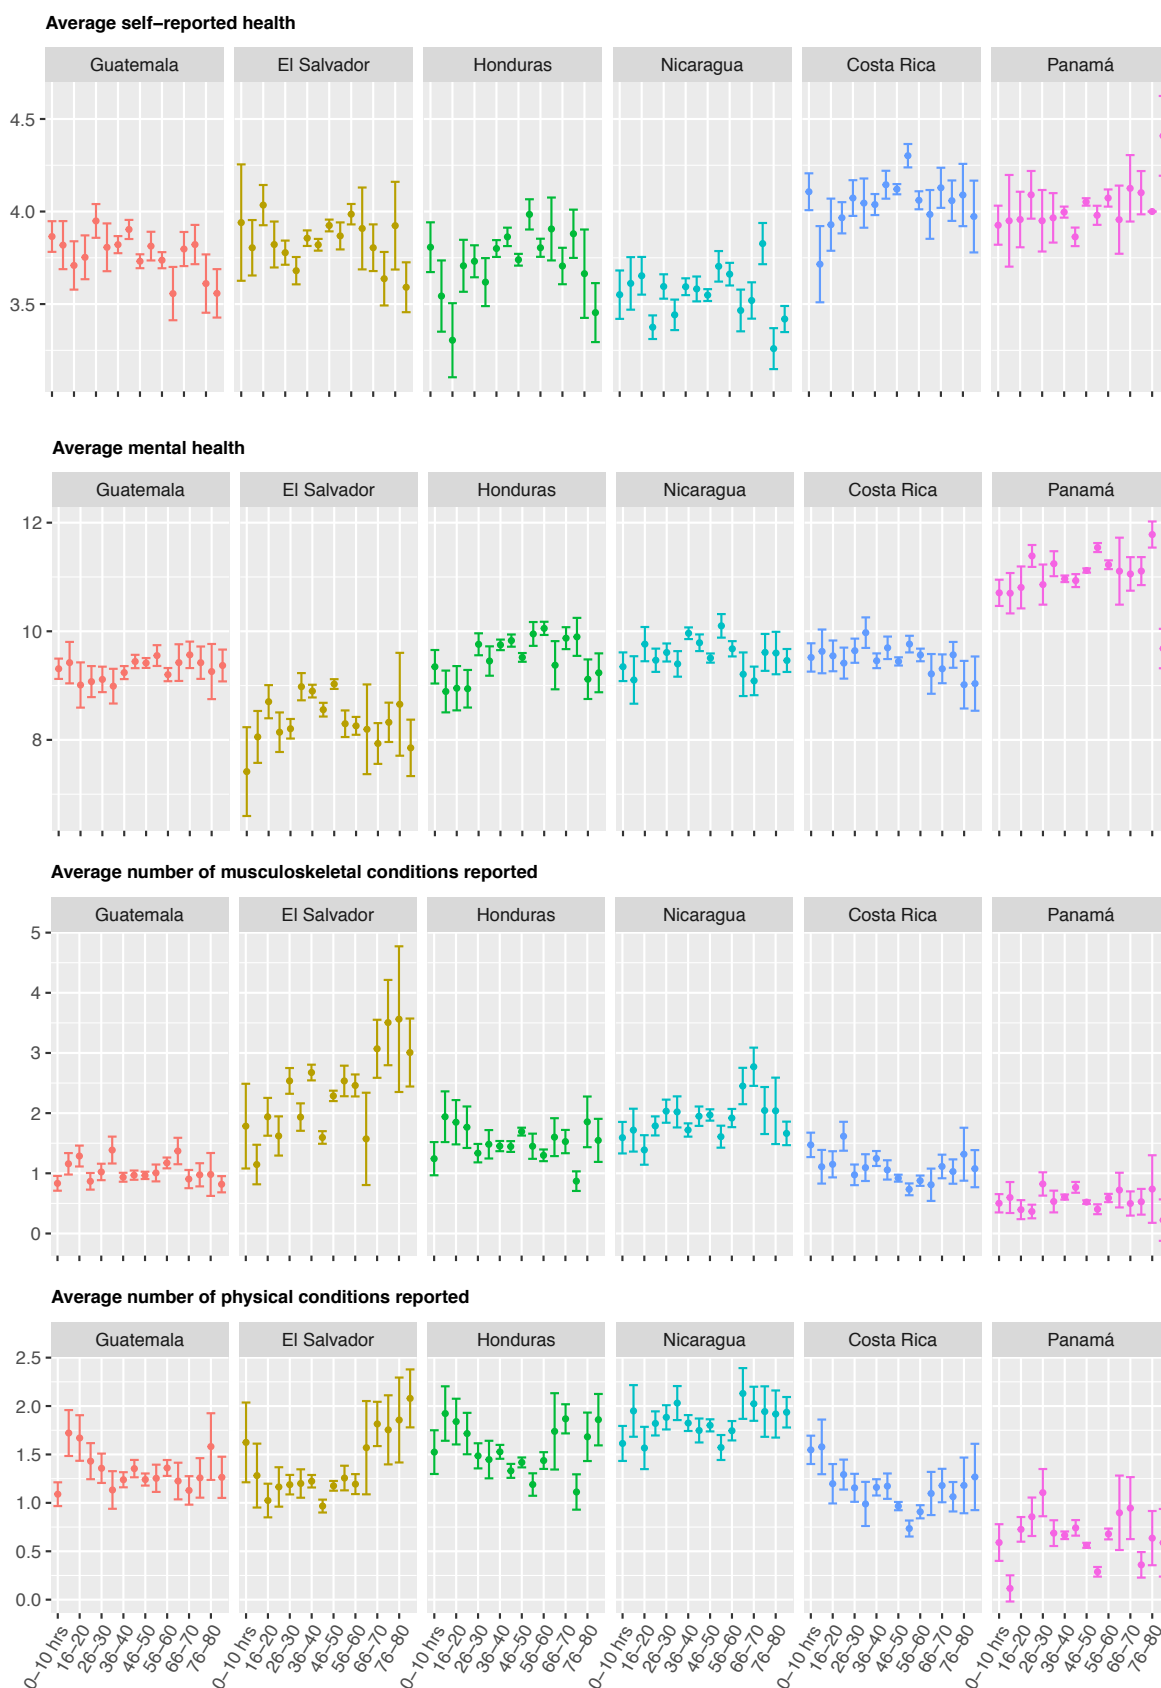 Average self−reported health
Guatemala El Salvador Honduras Nicaragua Costa Rica Panamá
4.5
4.0
3.5
Average mental health
Guatemala El Salvador Honduras Nicaragua Costa Rica Panamá
12
10
8
Average number of musculoskeletal conditions reported
Guatemala El Salvador Honduras Nicaragua Costa Rica Panamá
5
4
3
2
1
0
Average number of physical conditions reported
Guatemala El Salvador Honduras Nicaragua Costa Rica Panamá
2.5
2.0
1.5
1.0
0.5
0.0
0−10 hrs 16−20 26−30 36−40 46−50 56−60 66−70 76−80 0−10 hrs 16−20 26−30 36−40 46−50 56−60 66−70 76−80 0−10 hrs 16−20 26−30 36−40 46−50 56−60 66−70 76−80 0−10 hrs 16−20 26−30 36−40 46−50 56−60 66−70 76−80 0−10 hrs 16−20 26−30 36−40 46−50 56−60 66−70 76−80 0−10 hrs 16−20 26−30 36−40 46−50 56−60 66−70 76−80